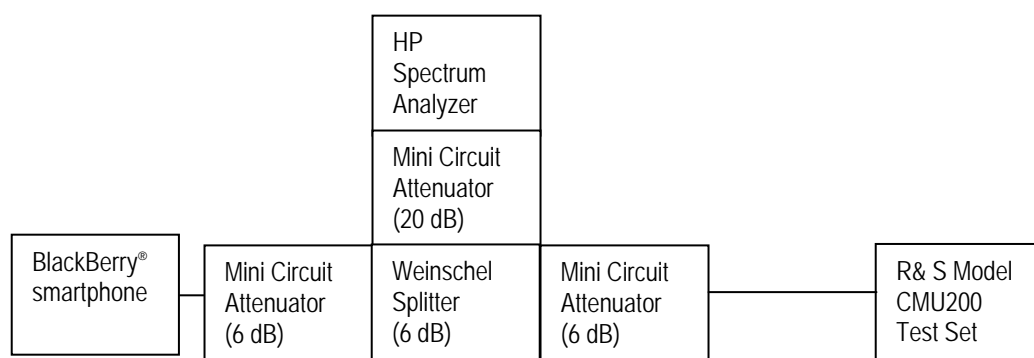 HP
Spectrum
Analyzer
Mini Circuit
Attenuator
(20 dB)
BlackBerry®
smartphone
Mini Circuit
Attenuator
(6 dB)
Weinschel
Splitter
(6 dB)
Mini Circuit
Attenuator
(6 dB)
R& S Model
CMU200
Test Set